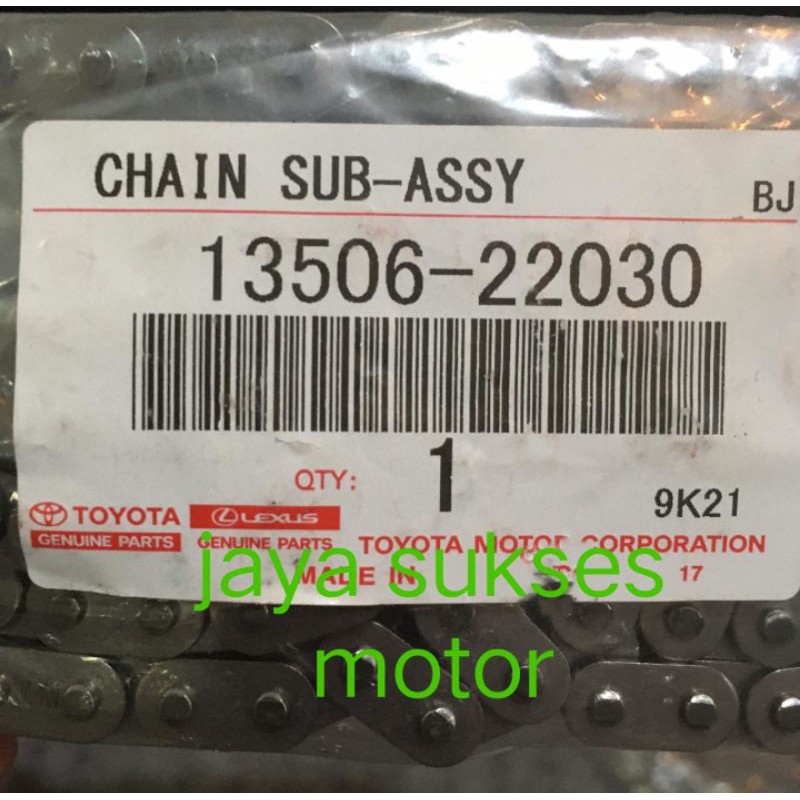 CHAIN SUB-ASSY
BJ
13506-22030
QTY: 1
9K21
TOYOTA LEXUS
GENUINE PARTS GENUINE PARTS TOYOTA MOTOR CORPORATION
MADE IN 17
jaya sukses
motor